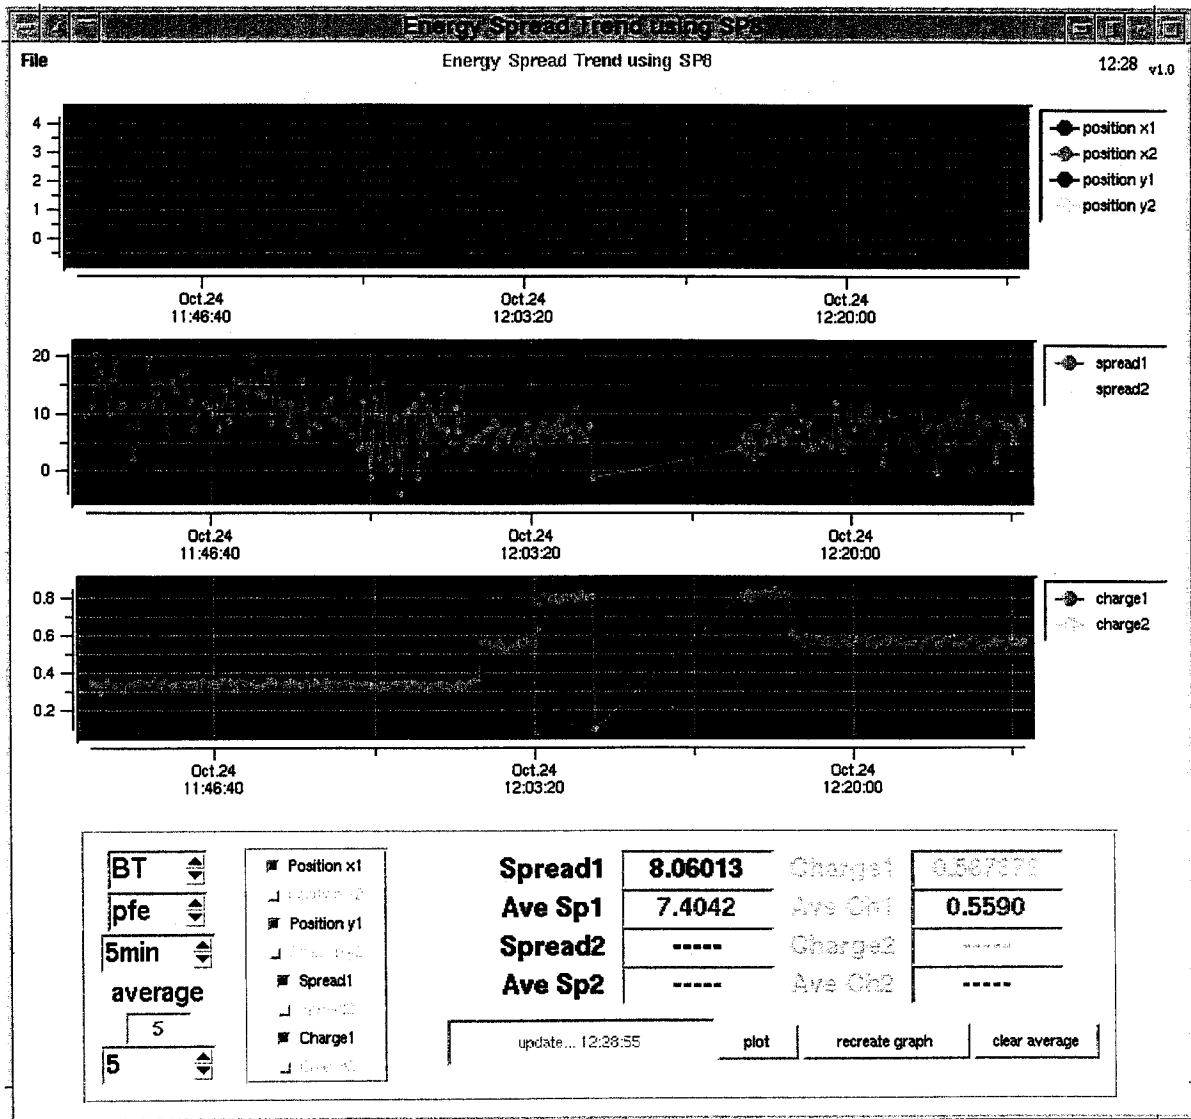 Energy Spread Trend using SP8
File
Energy Spread Trend using SP8
12:28 v1.0
4
3
2
1
0
position x1
position x2
position y1
position y2
Oct.24
11:46:40
Oct.24
12:03:20
Oct.24
12:20:00
20
10
0
spread1
spread2
Oct.24
11:46:40
Oct.24
12:03:20
Oct.24
12:20:00
0.8
0.6
0.4
0.2
charge1
charge2
Oct.24
11:46:40
Oct.24
12:03:20
Oct.24
12:20:00
BT
pfe
5min
average
5
5
Position x1
Position y1
Spread1
Charge1
Spread1 8.06013 Charge1
Ave Sp1 7.4042 Ave Ch1 0.5590
Spread2 ----- Charge2 -----
Ave Sp2 ----- Ave Ch2 -----
update... 12:28:55
plot
recreate graph
clear average